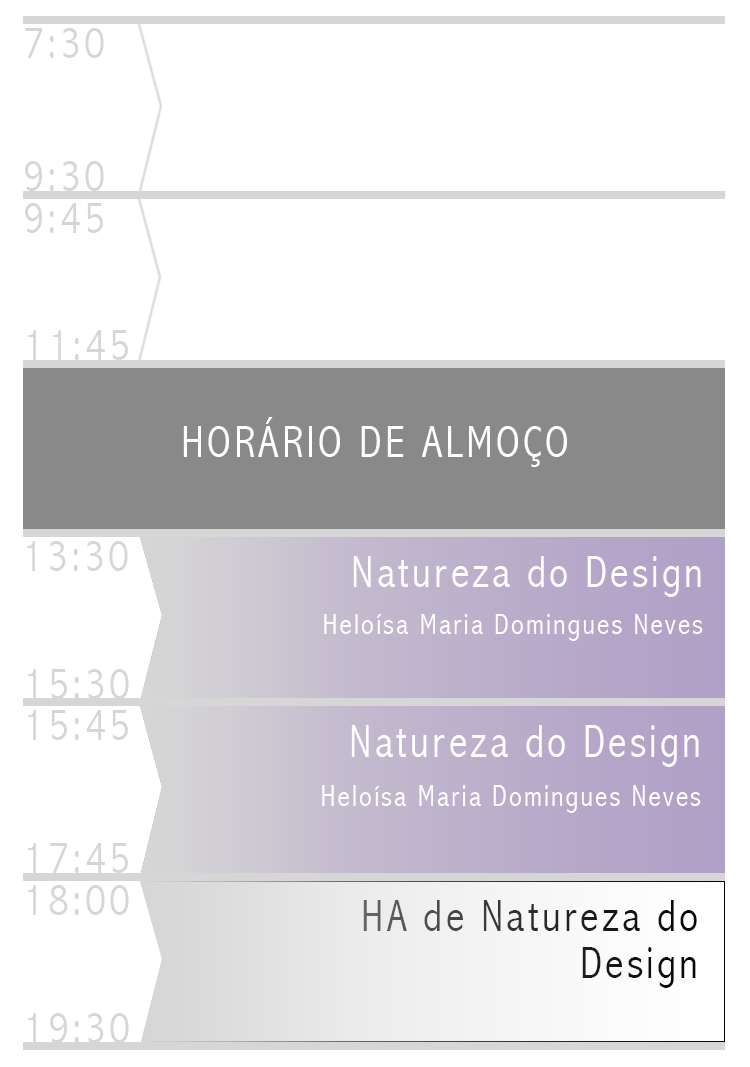 7:30
9:30
9:45
11:45
HORÁRIO DE ALMOÇO
13:30
Natureza do Design
Heloísa Maria Domingues Neves
15:30
15:45
Natureza do Design
Heloísa Maria Domingues Neves
17:45
18:00
HA de Natureza do
Design
19:30